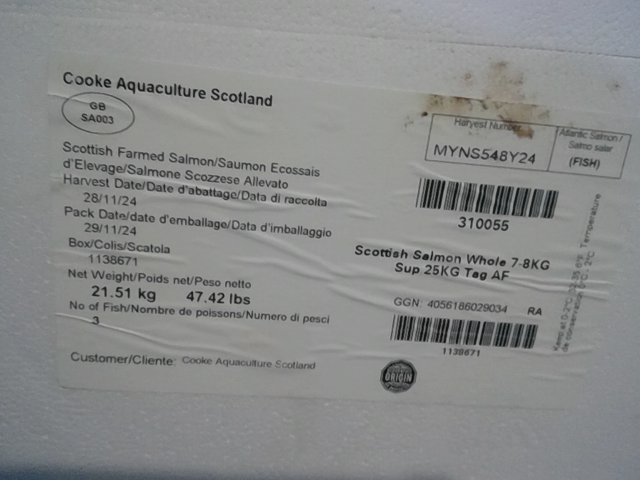 Cooke Aquaculture Scotland
GB
SA003
Scottish Farmed Salmon/Saumon Ecossais
d'Elevage/Salmone Scozzese Allevato
Harvest Date/Date d'abattage/Data di raccolta
28/11/24
Pack Date/date d'emballage/Data d'imballaggio
29/11/24
Box/Colis/Scatola
1138671
Net Weight/Poids net/Peso netto
21.51 kg 47.42 lbs
No of Fish/Nombre de poissons/Numero di pesci
3
Customer/Cliente: Cooke Aquaculture Scotland
Harvest Number
MYNS548Y24
Atlantic Salmon /
Salmo salar
(FISH)
310055
Scottish Salmon Whole 7-8KG
Sup 25KG Tag AF
GGN: 4056186029034 RA
1138671
ORIGIN
Temperature
de conservation